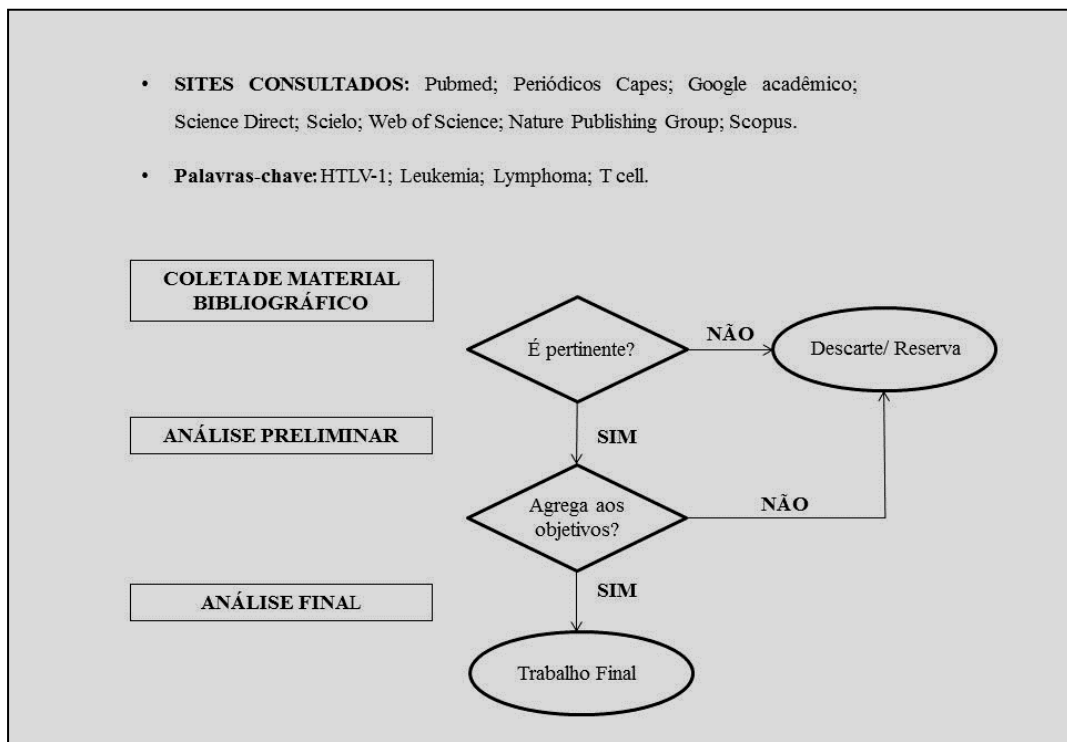 • SITES CONSULTADOS: Pubmed; Periódicos Capes; Google acadêmico;
Science Direct; Scielo; Web of Science; Nature Publishing Group; Scopus.
• Palavras-chave: HTLV-1; Leukemia; Lymphoma; T cell.
COLETA DE MATERIAL
BIBLIOGRÁFICO
É pertinente?
NÃO
Descarte/ Reserva
ANÁLISE PRELIMINAR
SIM
Agrega aos
objetivos?
NÃO
ANÁLISE FINAL
SIM
Trabalho Final